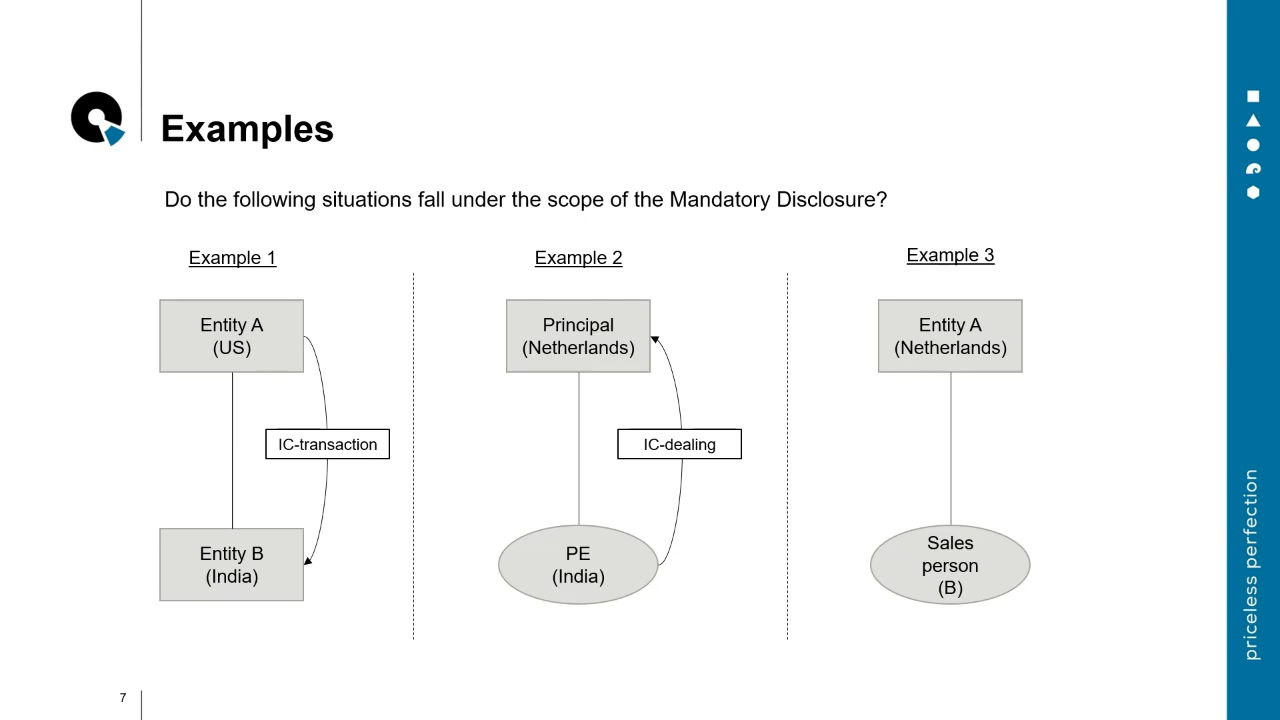 Examples
Do the following situations fall under the scope of the Mandatory Disclosure?
Example 1
Entity A
(US)
IC-transaction
Entity B
(India)
Example 2
Principal
(Netherlands)
IC-dealing
PE
(India)
Example 3
Entity A
(Netherlands)
Sales
person
(B)
priceless perfection
7